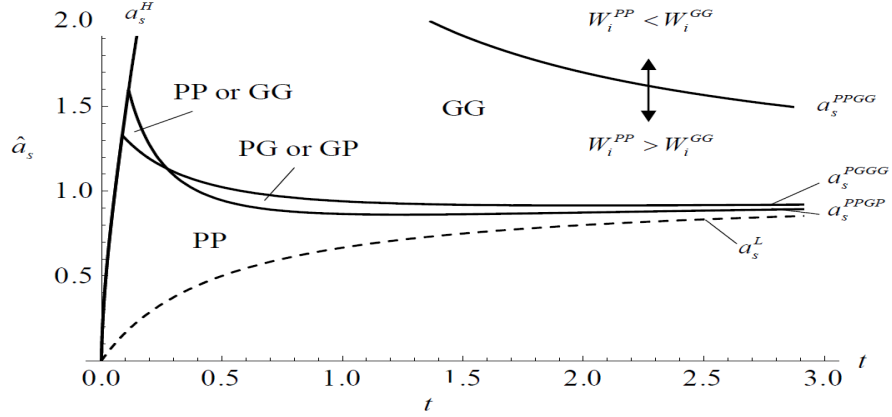 a_s^H
2.0
W_i^{PP} < W_i^{GG}
PP or GG
GG
a_s^{PPGG}
1.5
â_s
PG or GP
W_i^{PP} > W_i^{GG}
1.0
a_s^{PGGG}
a_s^{PPGP}
PP
a_s^L
0.5
0.0 0.5 1.0 1.5 2.0 2.5 3.0 t
t